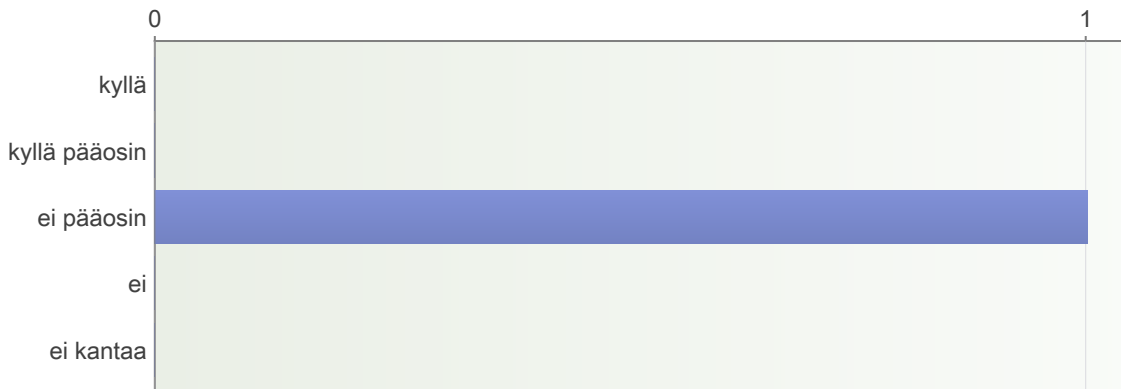 0 1
kyllä
kyllä pääosin
ei pääosin
ei
ei kantaa